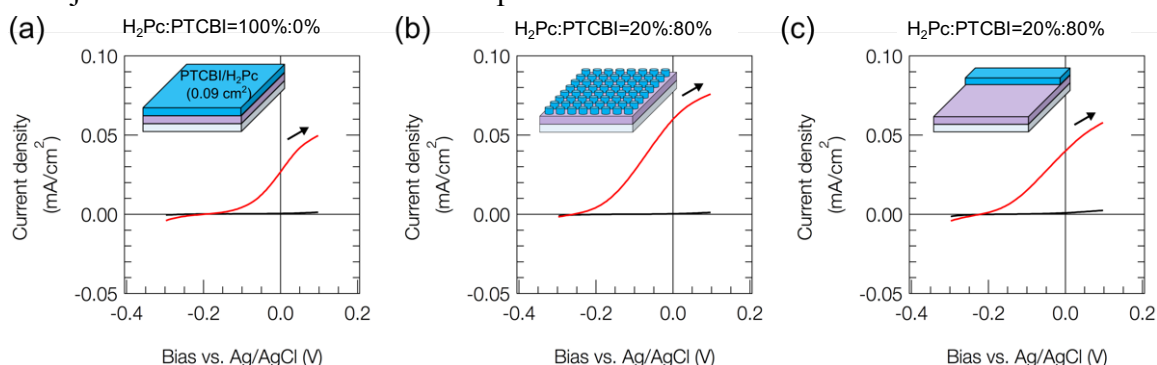 (a) H₂Pc:PTCBI=100%:0%
PTCBI/H₂Pc
(0.09 cm²)
0.10
0.05
0.00
-0.05
-0.4 -0.2 0.0 0.2
Current density
(mA/cm²)
Bias vs. Ag/AgCl (V)
(b) H₂Pc:PTCBI=20%:80%
0.10
0.05
0.00
-0.05
-0.4 -0.2 0.0 0.2
Current density
(mA/cm²)
Bias vs. Ag/AgCl (V)
(c) H₂Pc:PTCBI=20%:80%
0.10
0.05
0.00
-0.05
-0.4 -0.2 0.0 0.2
Current density
(mA/cm²)
Bias vs. Ag/AgCl (V)